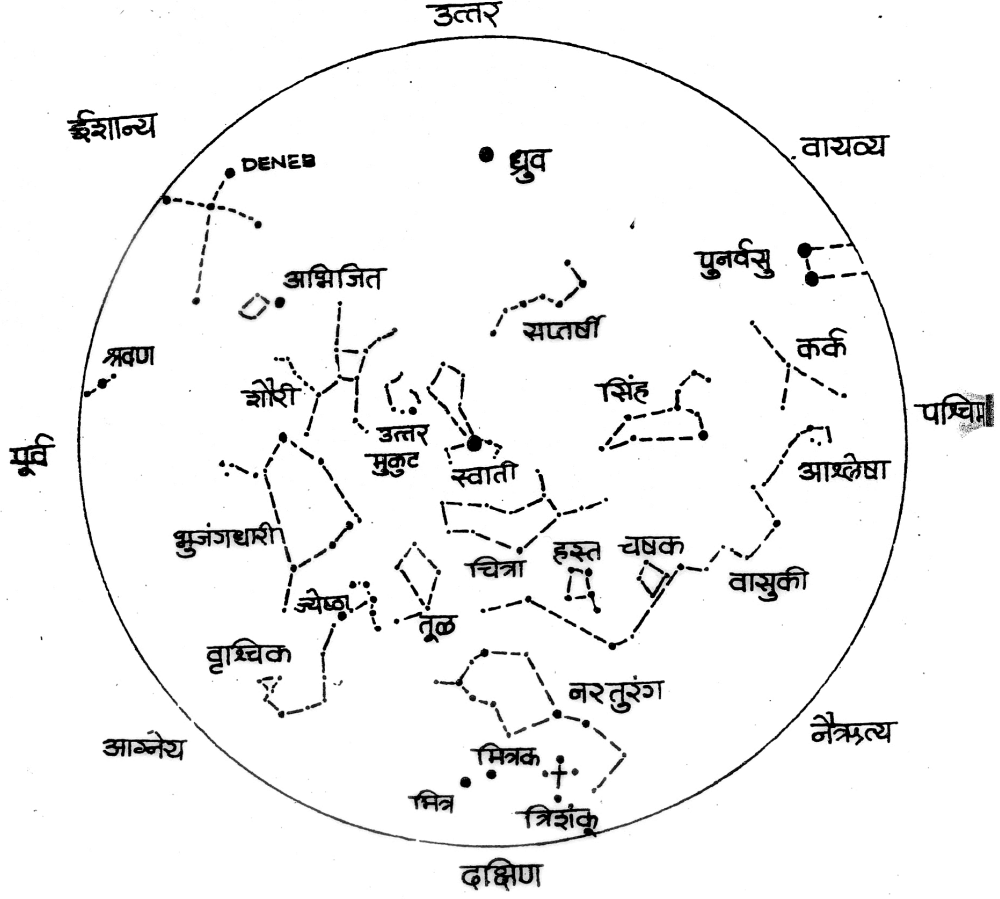 उत्तर
ईशान्य
वायव्य
DENEB
ध्रुव
पुनर्वसु
अभिजित
सप्तर्षी
श्रवण
कर्क
शौरी
सिंह
पश्चिम
उत्तर
मुकुट
पूर्व
स्वाती
आश्लेषा
भुजंगधारी
चित्रा
हस्त
चषक
वासुकी
ज्येष्ठा
तूळ
वृश्चिक
नरतुरंग
नैऋत्य
आग्नेय
मित्रक
मित्र
त्रिशंकू
दक्षिण